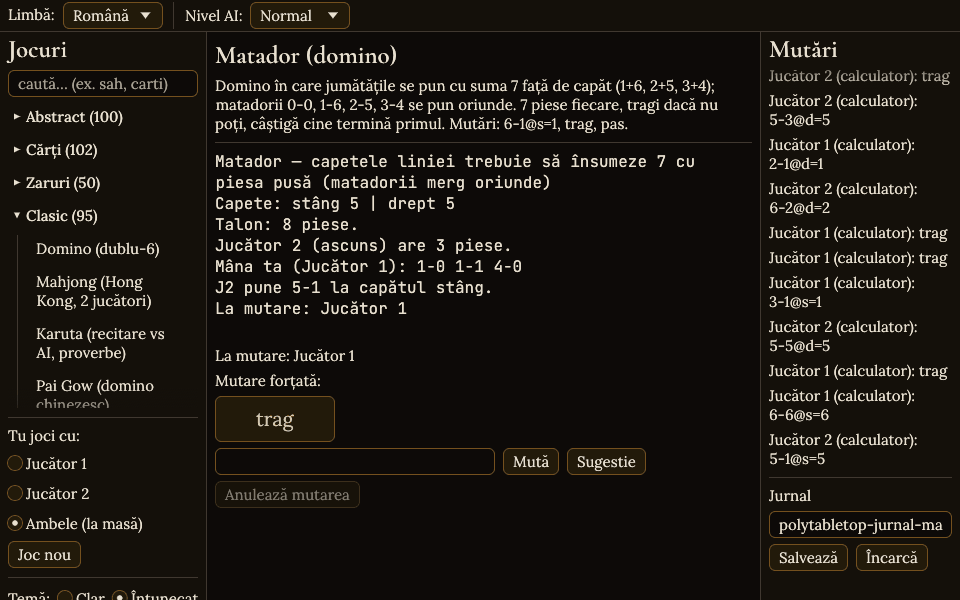 Limbă:
Română
Nivel AI:
Normal
Jocuri
caută... (ex. sah, carti)
Abstract (100)
Cărți (102)
Zaruri (50)
Clasic (95)
Domino (dublu-6)
Mahjong (Hong
Kong, 2 jucători)
Karuta (recitare vs
AI, proverbe)
Pai Gow (domino
chinezesc)
Tu joci cu:
Jucător 1
Jucător 2
Ambele (la masă)
Joc nou
Temă: Clar Întunecat
Matador (domino)
Domino în care jumătățile se pun cu suma 7 față de capăt (1+6, 2+5, 3+4);
matadorii 0-0, 1-6, 2-5, 3-4 se pun oriunde. 7 piese fiecare, tragi dacă nu
poți, câștigă cine termină primul. Mutări: 6-1@s=1, trag, pas.
Matador — capetele liniei trebuie să însumeze 7 cu
piesa pusă (matadorii merg oriunde)
Capete: stâng 5 | drept 5
Talon: 8 piese.
Jucător 2 (ascuns) are 3 piese.
Mâna ta (Jucător 1): 1-0 1-1 4-0
J2 pune 5-1 la capătul stâng.
La mutare: Jucător 1
La mutare: Jucător 1
Mutare forțată:
trag
Mută
Sugestie
Anulează mutarea
Mutări
Jucător 2 (calculator): trag
Jucător 2 (calculator):
5-3@d=5
Jucător 1 (calculator):
2-1@d=1
Jucător 2 (calculator):
6-2@d=2
Jucător 1 (calculator): trag
Jucător 1 (calculator): trag
Jucător 1 (calculator):
3-1@s=1
Jucător 2 (calculator):
5-5@d=5
Jucător 1 (calculator): trag
Jucător 1 (calculator):
6-6@s=6
Jucător 2 (calculator):
5-1@s=5
Jurnal
polytabletop-jurnal-ma
Salvează
Încarcă